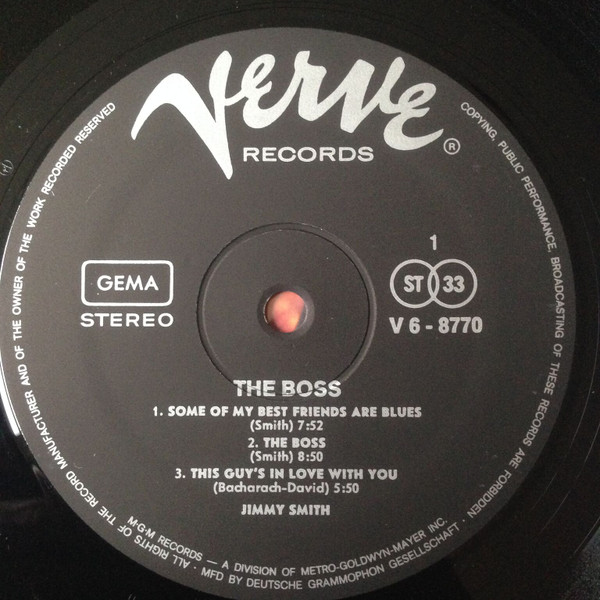 VERVE
RECORDS
®
GEMA
STEREO
1
ST 33
V 6 - 8770
THE BOSS
1. SOME OF MY BEST FRIENDS ARE BLUES
(Smith) 7:52
2. THE BOSS
(Smith) 8:50
3. THIS GUY'S IN LOVE WITH YOU
(Bacharach-David) 5:50
JIMMY SMITH
M·G·M RECORDS — A DIVISION OF METRO-GOLDWYN-MAYER INC.
ALL RIGHTS OF THE RECORD MANUFACTURER AND OF THE OWNER OF THE WORK RECORDED RESERVED
COPYING, PUBLIC PERFORMANCE, BROADCASTING OF THESE RECORDS ARE FORBIDDEN
· MFD BY DEUTSCHE GRAMMOPHON GESELLSCHAFT ·